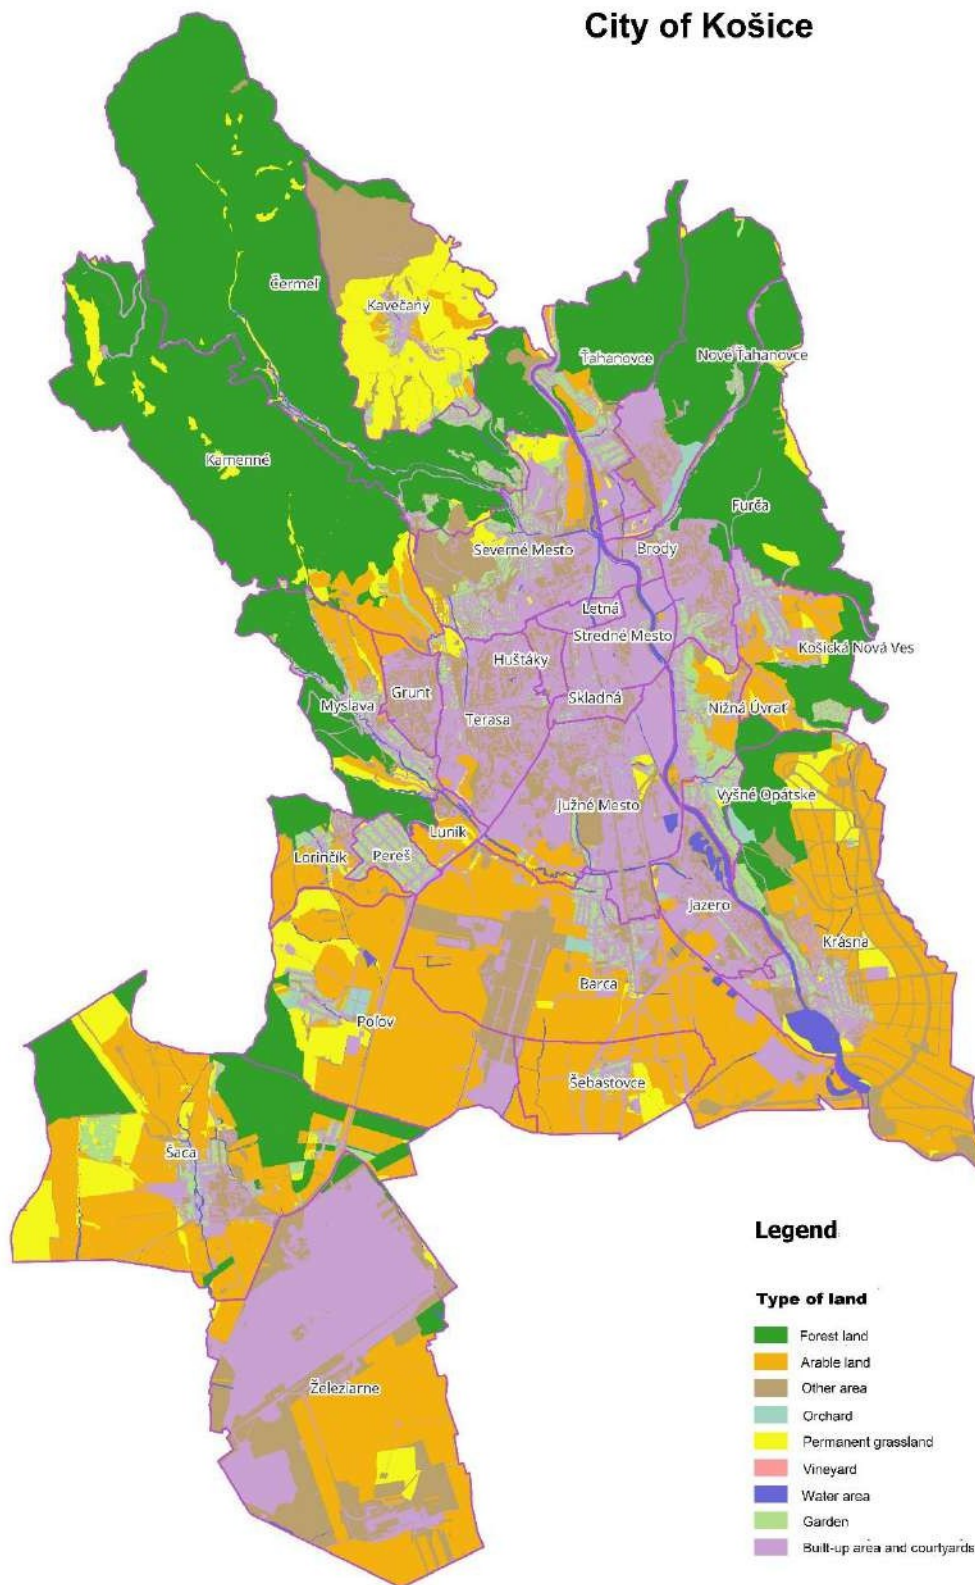 City of Košice
Čermeľ
Kavečany
Ťahanovce
Nové Ťahanovce
Kamenné
Furča
Severné Mesto
Brody
Letná
Stredné Mesto
Košická Nová Ves
Huštáky
Grunt
Skladná
Myslava
Terasa
Nižná Úvrať
Vyšné Opátske
Južné Mesto
Luník
Lorinčík
Pereš
Jazero
Krásna
Barca
Poľov
Šebastovce
Šaca
Železiarne
Legend
Type of land
Forest land
Arable land
Other area
Orchard
Permanent grassland
Vineyard
Water area
Garden
Built-up area and courtyards